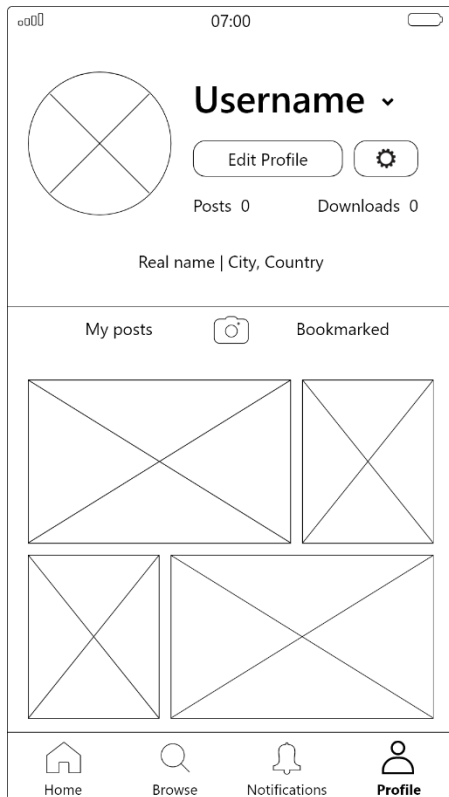 07:00
Username
Edit Profile
Posts 0 Downloads 0
Real name | City, Country
My posts Bookmarked
Home Browse Notifications Profile